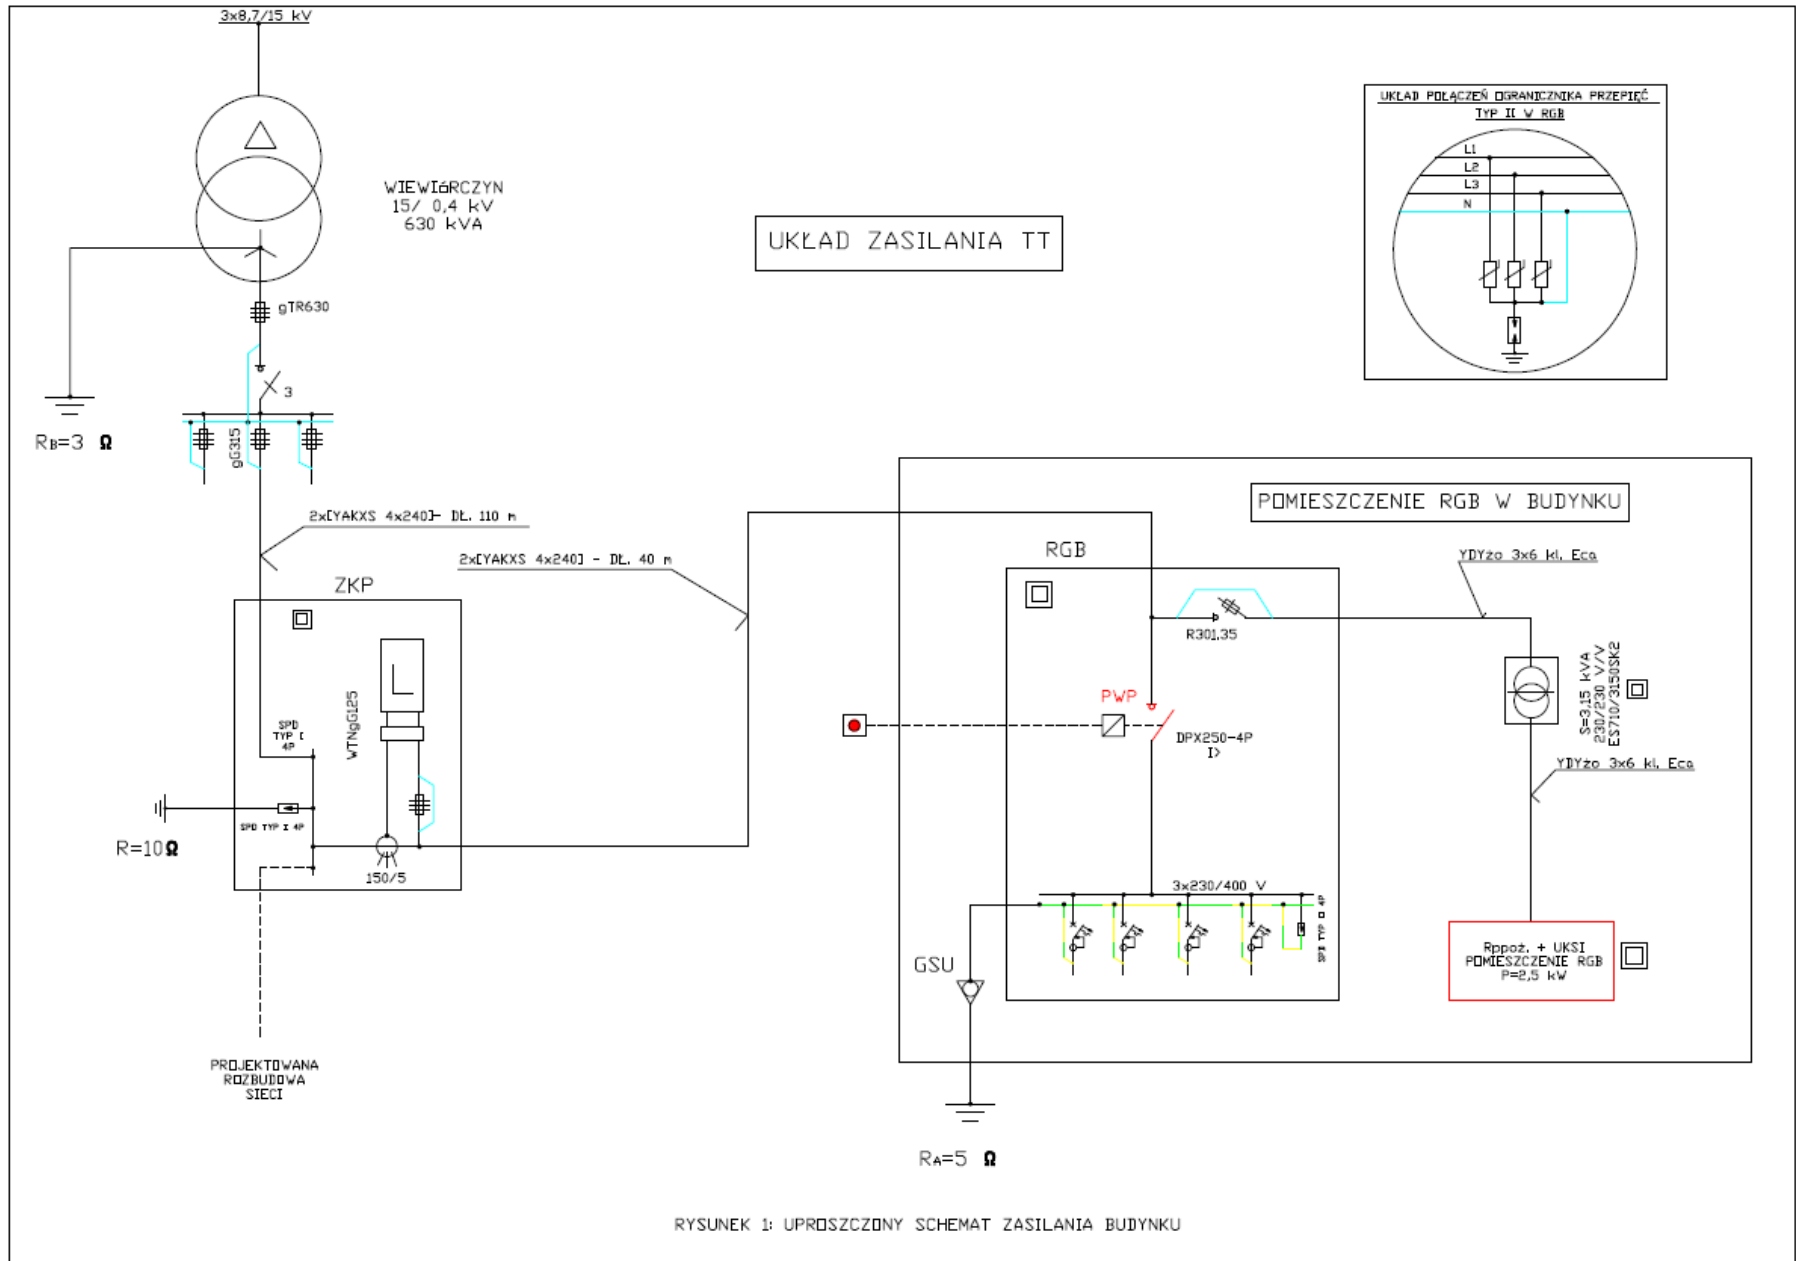 3x8,7/15 kV
WIEWIóRCZYN
15/ 0,4 kV
630 kVA
UKŁAD ZASILANIA TT
UKŁAD POŁĄCZEŃ OGRANICZNIKA PRZEPIĘĆ
TYP II W RGB
L1
L2
L3
N
gTR630
3
RB=3 Ω
gG315
2x[YAKXS 4x240]- DŁ. 110 m
2x[YAKXS 4x240] - DŁ. 40 m
ZKP
SPD
TYP I
4P
WTNgG125
SPD TYP I 4P
R=10Ω
150/5
PROJEKTOWANA
ROZBUDOWA
SIECI
POMIESZCZENIE RGB W BUDYNKU
RGB
R301.35
YDYżo 3x6 kl. Eca
S=3,15 kVA
230/230 V/V
ES710/3150SK2
PWP
DPX250-4P
I>
YDYżo 3x6 kl. Eca
3x230/400 V
SPD TYP II 4P
GSU
Rppoż. + UKSI
POMIESZCZENIE RGB
P=2,5 kW
RA=5 Ω
RYSUNEK 1: UPROSZCZONY SCHEMAT ZASILANIA BUDYNKU